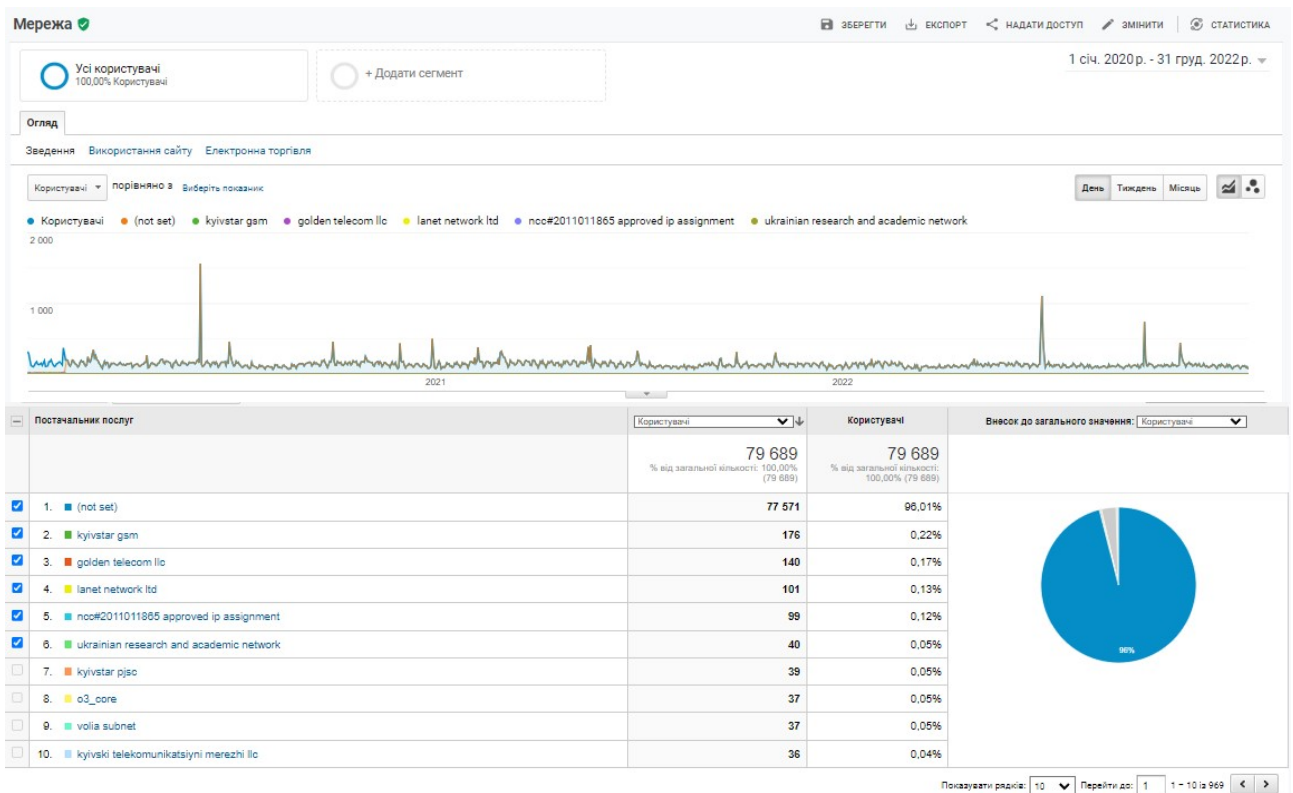 Мережа
ЗБЕРЕГТИ ЕКСПОРТ НАДАТИ ДОСТУП ЗМІНИТИ СТАТИСТИКА
Усі користувачі
100,00% Користувачі
+ Додати сегмент
1 січ. 2020 р. - 31 груд. 2022 р.
Огляд
Зведення Використання сайту Електронна торгівля
Користувачі порівняно з Виберіть показник
День Тиждень Місяць
Користувачі (not set) kyivstar gsm golden telecom llc lanet network ltd ncc#2011011865 approved ip assignment ukrainian research and academic network
2 000
1 000
2021 2022
Постачальник послуг Користувачі Користувачі Внесок до загального значення: Користувачі
79 689 79 689
% від загальної кількості: 100,00% % від загальної кількості:
(79 689) 100,00% (79 689)
1. (not set) 77 571 96,01%
2. kyivstar gsm 176 0,22%
3. golden telecom llc 140 0,17%
4. lanet network ltd 101 0,13%
5. ncc#2011011865 approved ip assignment 99 0,12%
6. ukrainian research and academic network 40 0,05%
7. kyivstar pjsc 39 0,05%
8. o3_core 37 0,05%
9. volia subnet 37 0,05%
10. kyivski telekomunikatsiyni merezhi llc 36 0,04%
96%
Показувати рядків: 10 Перейти до: 1 1 – 10 із 969